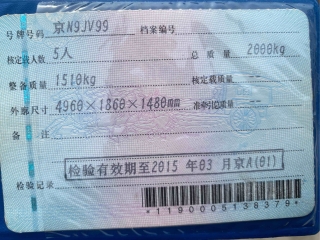 号牌号码 京N9JV99 档案编号
核定载人数 5人 总质量 2000kg
整备质量 1510kg 核定载质量 --
外廓尺寸 4960×1860×1480 准牵引总质量 --
备注
检验有效期至2015年03月京A(01)
检验记录
*1190005138379*